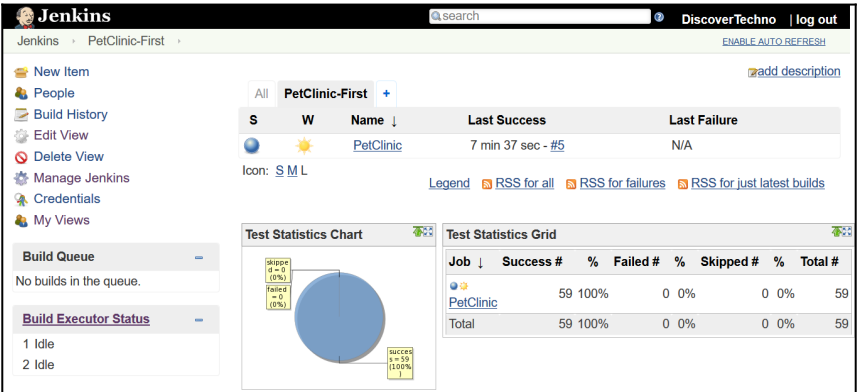 Jenkins
search
DiscoverTechno | log out
Jenkins PetClinic-First
ENABLE AUTO REFRESH
New Item
People
Build History
Edit View
Delete View
Manage Jenkins
Credentials
My Views
Build Queue
No builds in the queue.
Build Executor Status
1 Idle
2 Idle
add description
All PetClinic-First +
S W Name ↓ Last Success Last Failure
PetClinic 7 min 37 sec - #5 N/A
Icon: S M L
Legend RSS for all RSS for failures RSS for just latest builds
Test Statistics Chart
skippe
d = 0
(0%)
failed
= 0
(0%)
succes
s = 59
(100%
)
Test Statistics Grid
Job ↓ Success # % Failed # % Skipped # % Total #
PetClinic 59 100% 0 0% 0 0% 59
Total 59 100% 0 0% 0 0% 59